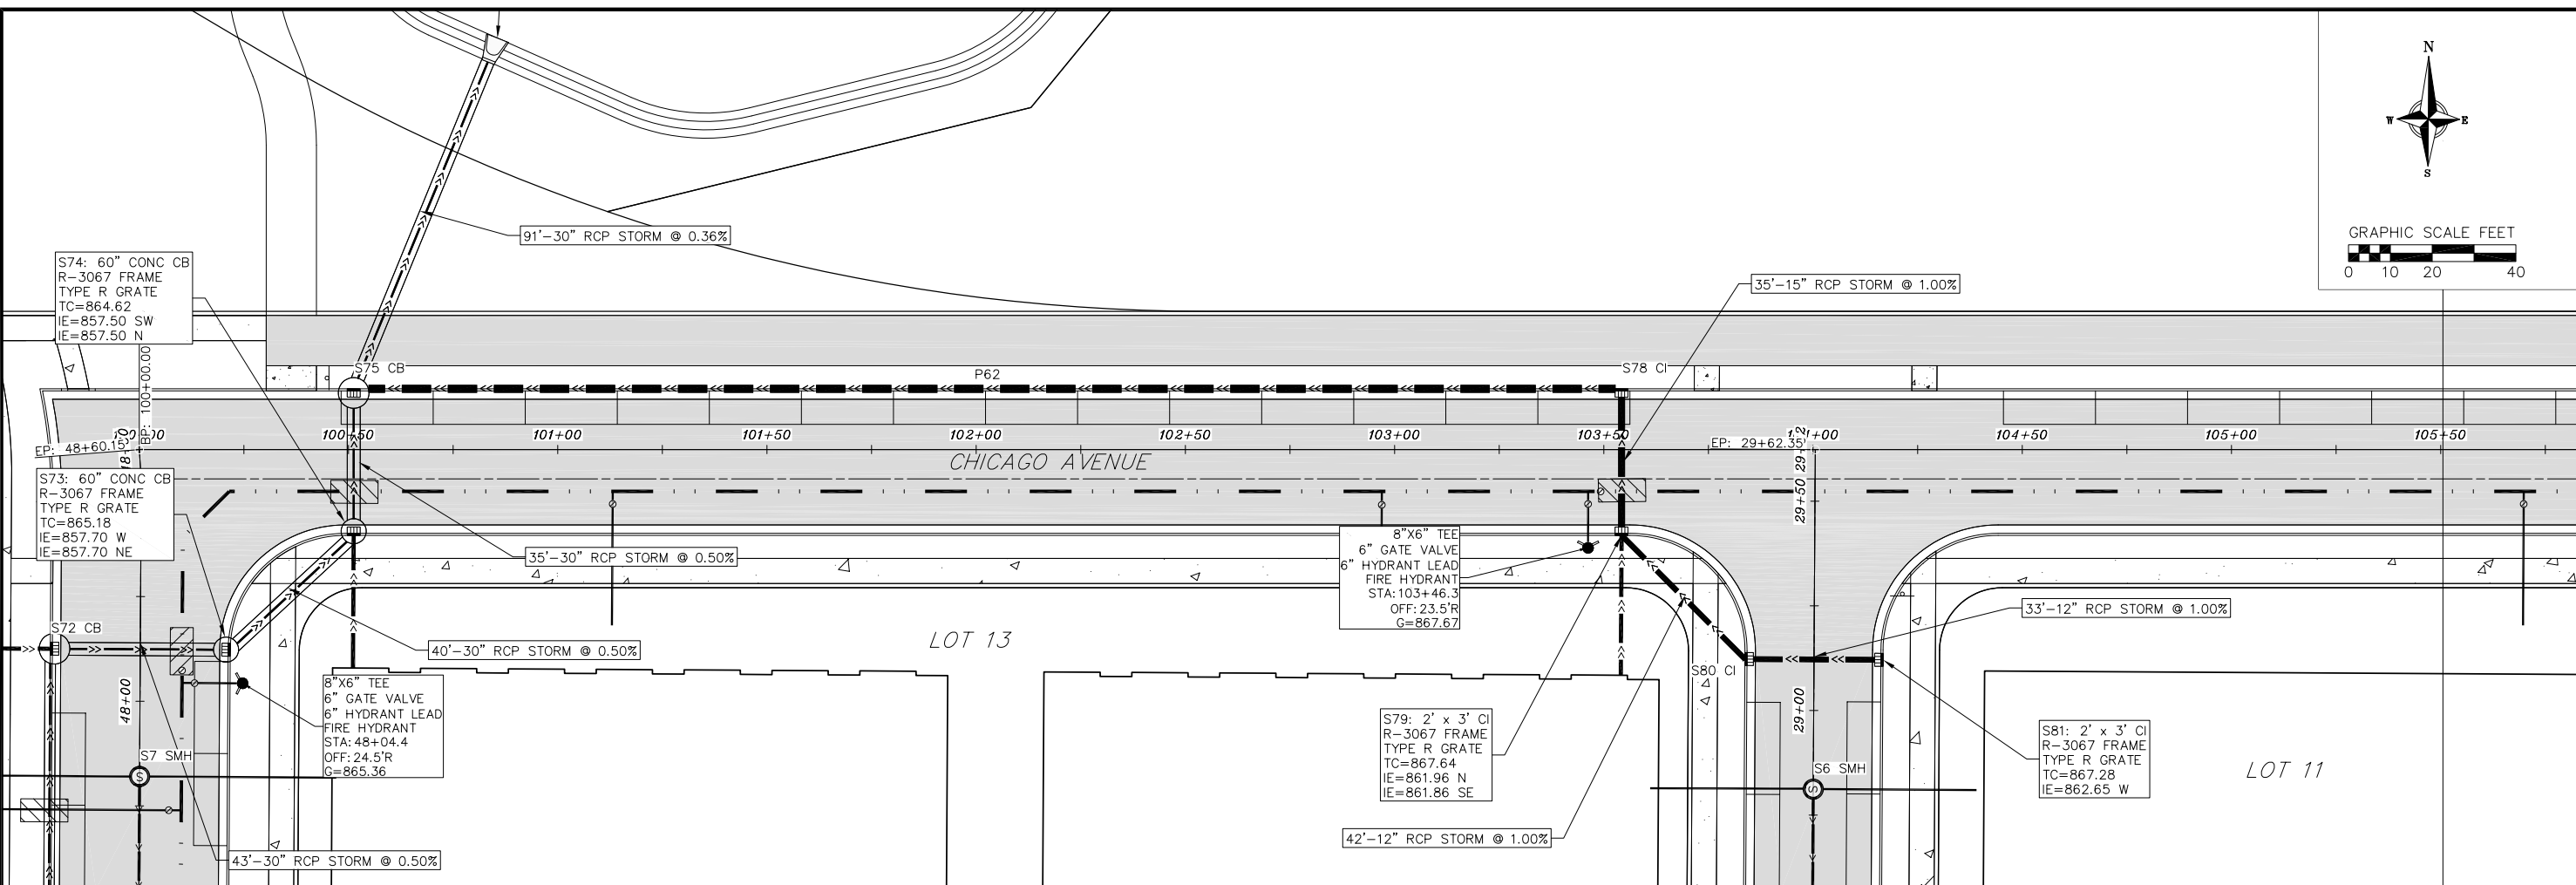 N
W
E
S
GRAPHIC SCALE FEET
0 10 20 40
91'-30" RCP STORM @ 0.36%
S74: 60" CONC CB
R-3067 FRAME
TYPE R GRATE
TC=864.62
IE=857.50 SW
IE=857.50 N
35'-15" RCP STORM @ 1.00%
BP: 100+00.00
S75 CB
P62
S78 CI
100+50
101+00
101+50
102+00
102+50
103+00
103+50
104+50
105+00
105+50
EP: 48+60.15
EP: 29+62.35
CHICAGO AVENUE
S73: 60" CONC CB
R-3067 FRAME
TYPE R GRATE
TC=865.18
IE=857.70 W
IE=857.70 NE
29+50
35'-30" RCP STORM @ 0.50%
8"X6" TEE
6" GATE VALVE
6" HYDRANT LEAD
FIRE HYDRANT
STA: 103+46.3
OFF: 23.5'R
G=867.67
33'-12" RCP STORM @ 1.00%
S72 CB
LOT 13
40'-30" RCP STORM @ 0.50%
S80 CI
8"X6" TEE
6" GATE VALVE
6" HYDRANT LEAD
FIRE HYDRANT
STA: 48+04.4
OFF: 24.5'R
G=865.36
48+00
29+00
S79: 2' x 3' CI
R-3067 FRAME
TYPE R GRATE
TC=867.64
IE=861.96 N
IE=861.86 SE
S81: 2' x 3' CI
R-3067 FRAME
TYPE R GRATE
TC=867.28
IE=862.65 W
S7 SMH
S
S6 SMH
S
LOT 11
42'-12" RCP STORM @ 1.00%
43'-30" RCP STORM @ 0.50%